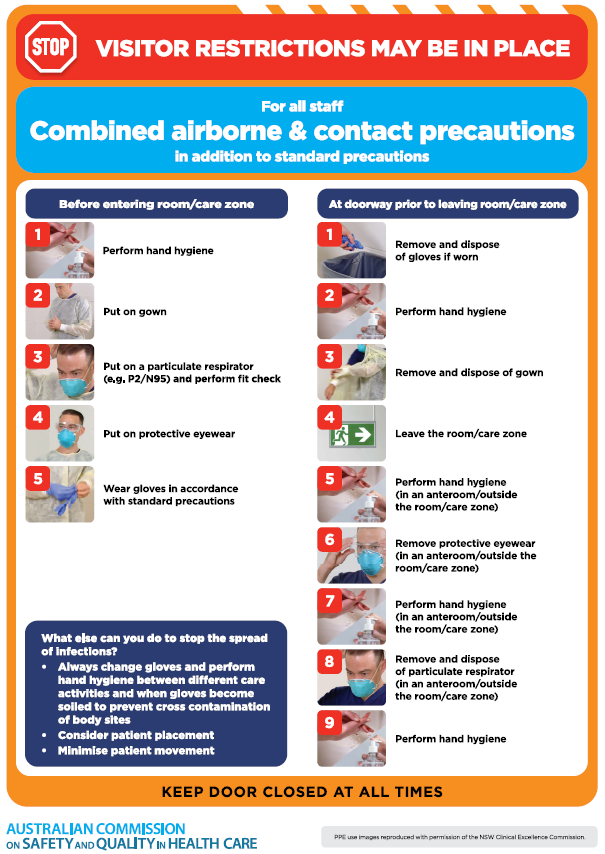 STOP
VISITOR RESTRICTIONS MAY BE IN PLACE
For all staff
Combined airborne & contact precautions
in addition to standard precautions
Before entering room/care zone
1
Perform hand hygiene
2
Put on gown
3
Put on a particulate respirator
(e.g. P2/N95) and perform fit check
4
Put on protective eyewear
5
Wear gloves in accordance
with standard precautions
What else can you do to stop the spread
of infections?
• Always change gloves and perform
hand hygiene between different care
activities and when gloves become
soiled to prevent cross contamination
of body sites
• Consider patient placement
• Minimise patient movement
At doorway prior to leaving room/care zone
1
Remove and dispose
of gloves if worn
2
Perform hand hygiene
3
Remove and dispose of gown
4
Leave the room/care zone
5
Perform hand hygiene
(in an anteroom/outside
the room/care zone)
6
Remove protective eyewear
(in an anteroom/outside the
room/care zone)
7
Perform hand hygiene
(in an anteroom/outside
the room/care zone)
8
Remove and dispose
of particulate respirator
(in an anteroom/outside
the room/care zone)
9
Perform hand hygiene
KEEP DOOR CLOSED AT ALL TIMES
AUSTRALIAN COMMISSION
ON SAFETY AND QUALITY IN HEALTH CARE
PPE use images reproduced with permission of the NSW Clinical Excellence Commission.